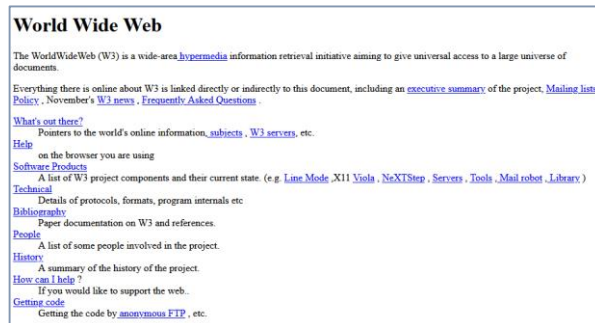 World Wide Web
The WorldWideWeb (W3) is a wide-area hypermedia information retrieval initiative aiming to give universal access to a large universe of
documents.
Everything there is online about W3 is linked directly or indirectly to this document, including an executive summary of the project, Mailing lists
Policy , November's W3 news , Frequently Asked Questions .
What's out there?
Pointers to the world's online information, subjects , W3 servers, etc.
Help
on the browser you are using
Software Products
A list of W3 project components and their current state. (e.g. Line Mode ,X11 Viola , NeXTStep , Servers , Tools , Mail robot , Library )
Technical
Details of protocols, formats, program internals etc
Bibliography
Paper documentation on W3 and references.
People
A list of some people involved in the project.
History
A summary of the history of the project.
How can I help ?
If you would like to support the web..
Getting code
Getting the code by anonymous FTP , etc.